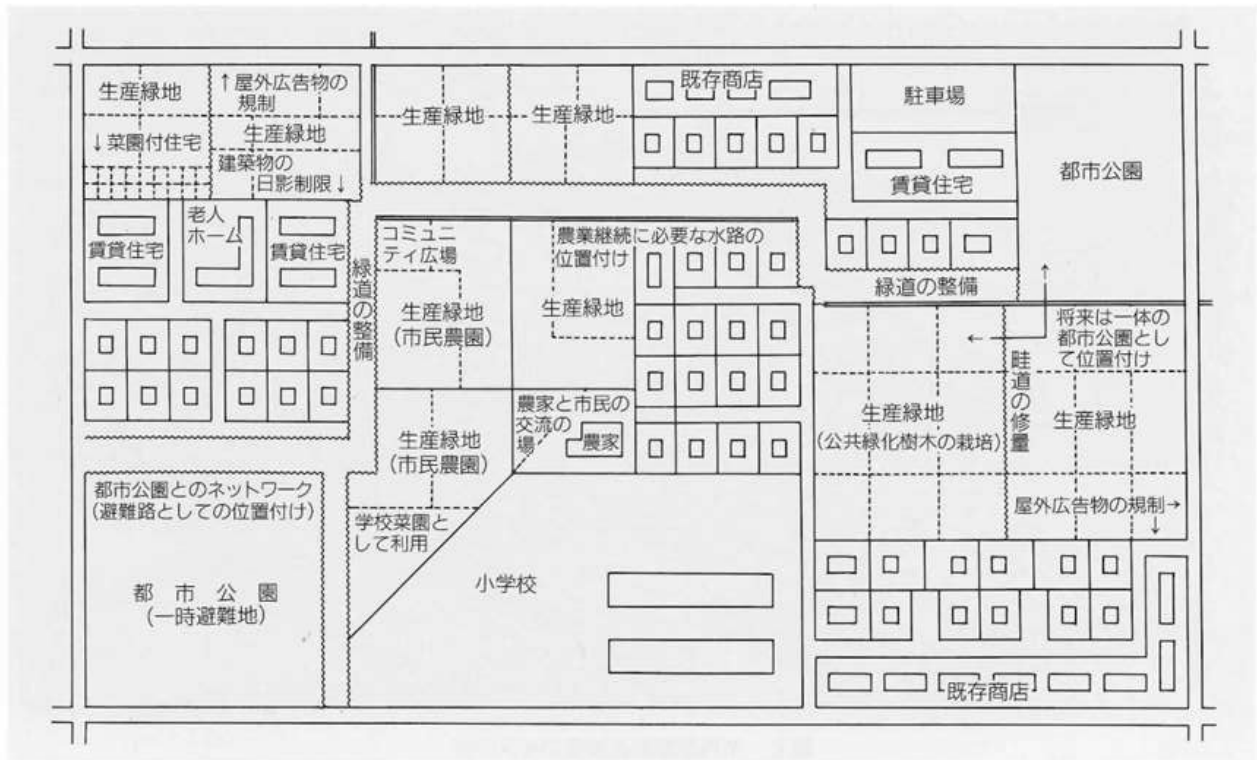 生産緑地
↑屋外広告物の
規制
↓菜園付住宅
生産緑地
建築物の
日影制限↓
生産緑地
生産緑地
既存商店
駐車場
賃貸住宅
都市公園
賃貸住宅
老人
ホーム
賃貸住宅
緑道の整備
コミュニ
ティ広場
生産緑地
(市民農園)
農業継続に必要な水路の
位置付け
生産緑地
緑道の整備
将来は一体の
都市公園とし
て位置付け
畦道の修量
生産緑地
(公共緑化樹木の栽培)
生産緑地
屋外広告物の規制→
↓
生産緑地
(市民農園)
農家と市民の
交流の
場
農家
学校菜園と
して利用
都市公園とのネットワーク
(避難路としての位置付け)
都市公園
(一時避難地)
小学校
既存商店